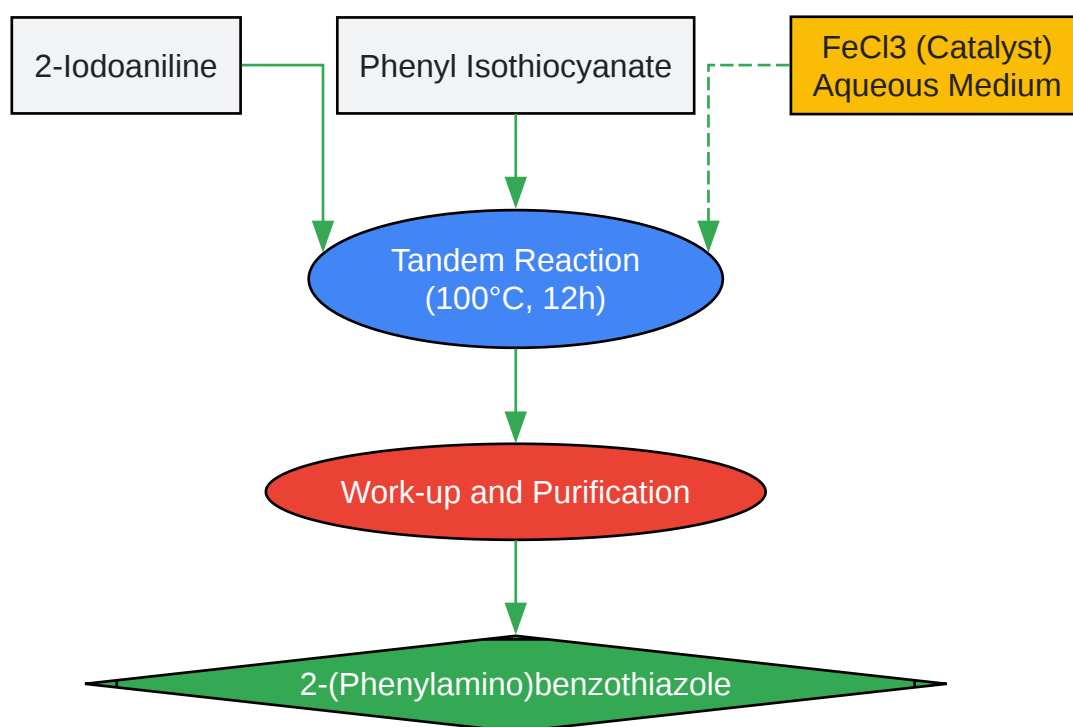 2-Iodoaniline
Phenyl Isothiocyanate
FeCl3 (Catalyst)
Aqueous Medium
Tandem Reaction
(100°C, 12h)
Work-up and Purification
2-(Phenylamino)benzothiazole